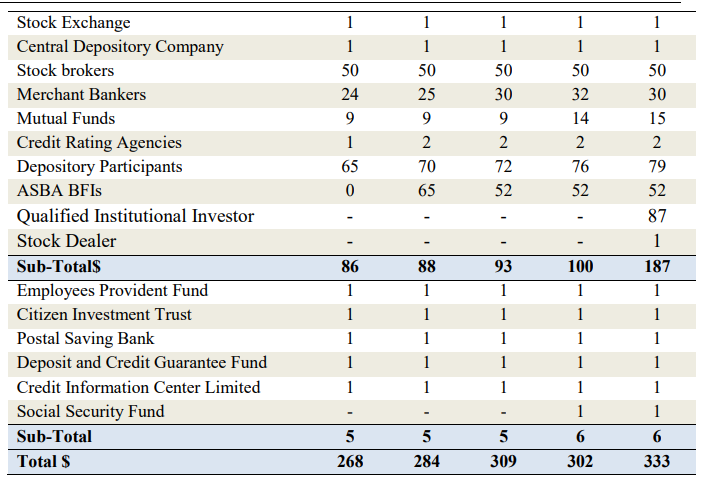 Stock Exchange 1 1 1 1 1
Central Depository Company 1 1 1 1 1
Stock brokers 50 50 50 50 50
Merchant Bankers 24 25 30 32 30
Mutual Funds 9 9 9 14 15
Credit Rating Agencies 1 2 2 2 2
Depository Participants 65 70 72 76 79
ASBA BFIs 0 65 52 52 52
Qualified Institutional Investor - - - - 87
Stock Dealer - - - - 1
Sub-Total$ 86 88 93 100 187
Employees Provident Fund 1 1 1 1 1
Citizen Investment Trust 1 1 1 1 1
Postal Saving Bank 1 1 1 1 1
Deposit and Credit Guarantee Fund 1 1 1 1 1
Credit Information Center Limited 1 1 1 1 1
Social Security Fund - - - 1 1
Sub-Total 5 5 5 6 6
Total $ 268 284 309 302 333